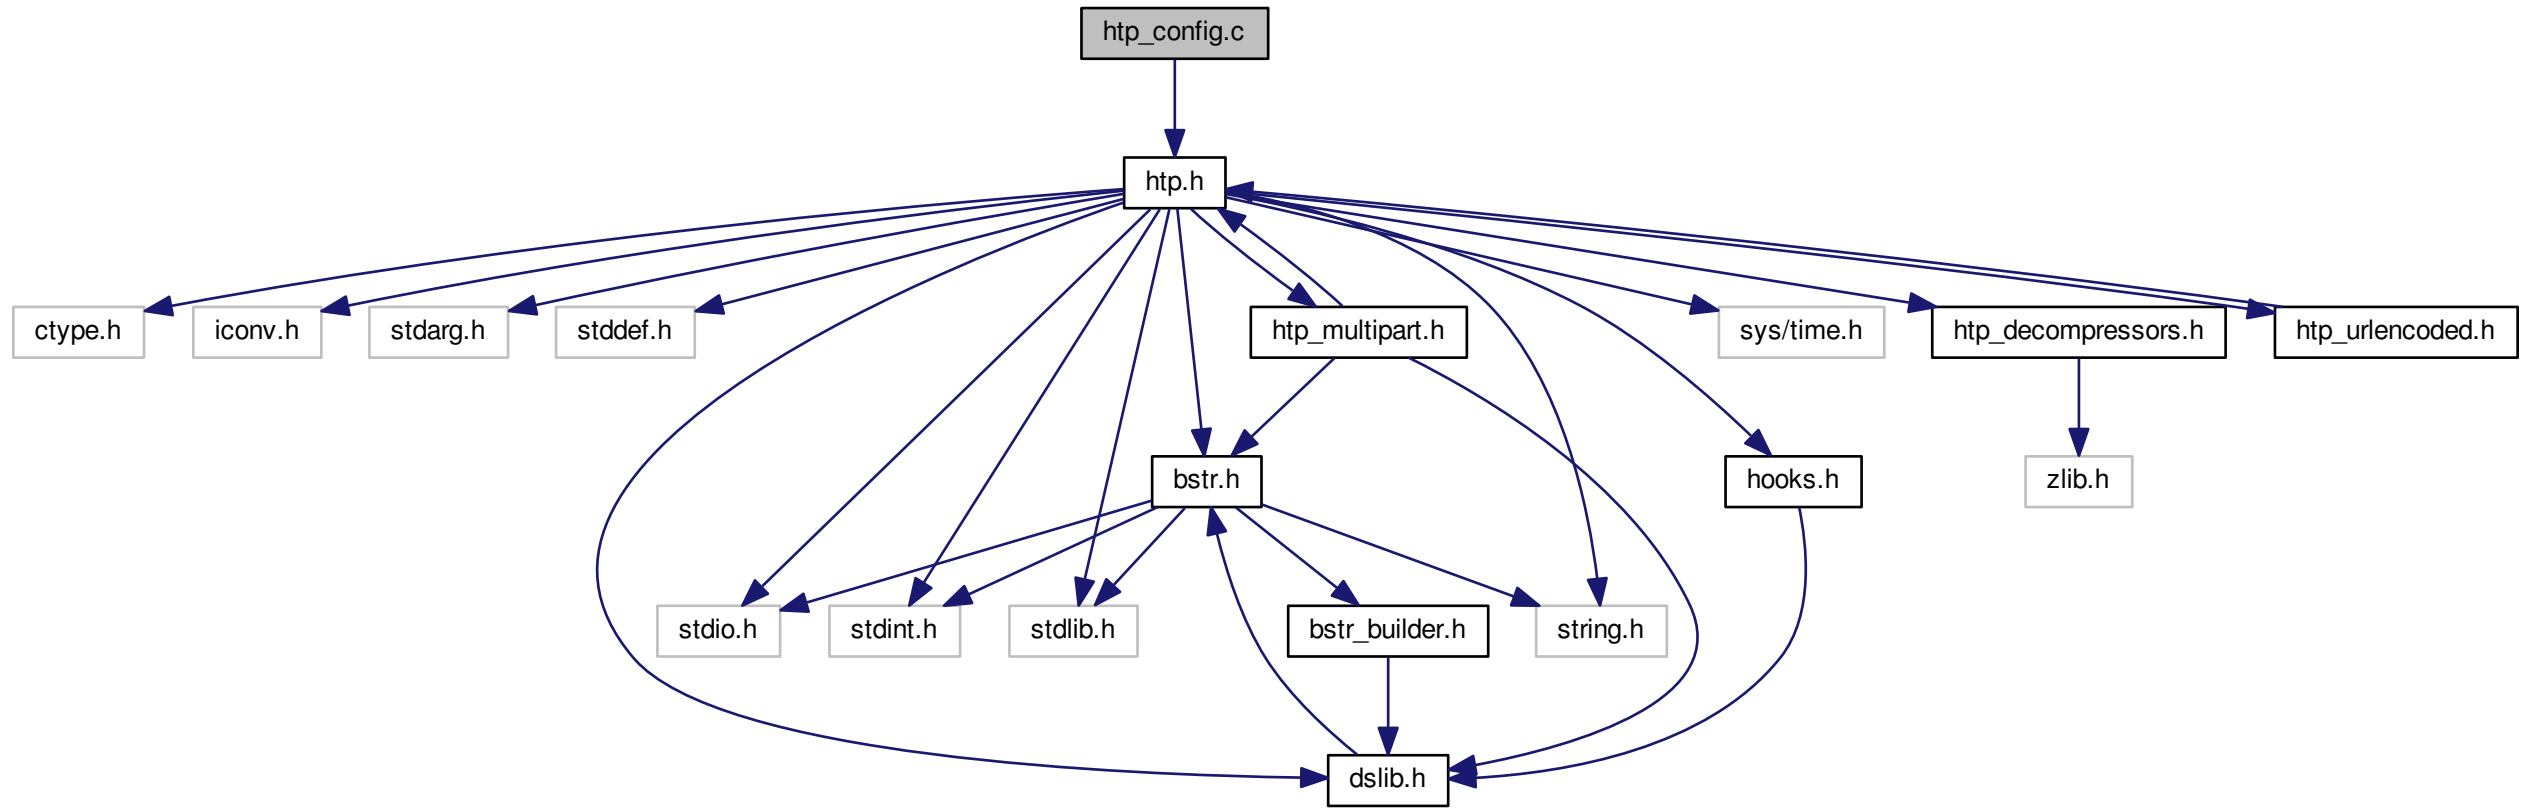 htp_config.c
htp.h
ctype.h
iconv.h
stdarg.h
stddef.h
htp_multipart.h
sys/time.h
htp_decompressors.h
htp_urlencoded.h
bstr.h
hooks.h
zlib.h
stdio.h
stdint.h
stdlib.h
bstr_builder.h
string.h
dslib.h